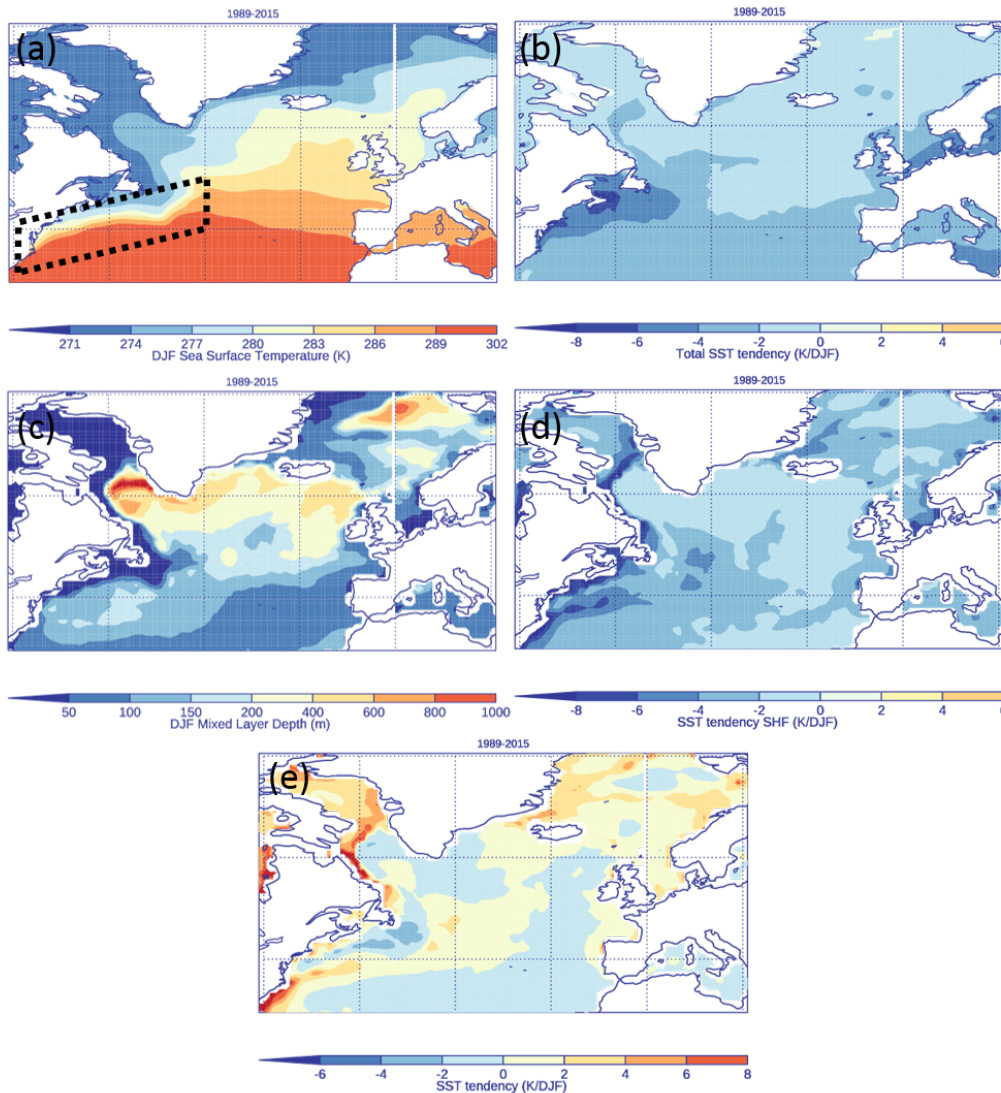 1989-2015
1989-2015
(a)
(b)
271 274 277 280 283 286 289 302
DJF Sea Surface Temperature (K)
-8 -6 -4 -2 0 2 4 6
Total SST tendency (K/DJF)
1989-2015
1989-2015
(c)
(d)
50 100 150 200 400 600 800 1000
DJF Mixed Layer Depth (m)
-8 -6 -4 -2 0 2 4 6
SST tendency SHF (K/DJF)
1989-2015
(e)
-6 -4 -2 0 2 4 6 8
SST tendency (K/DJF)